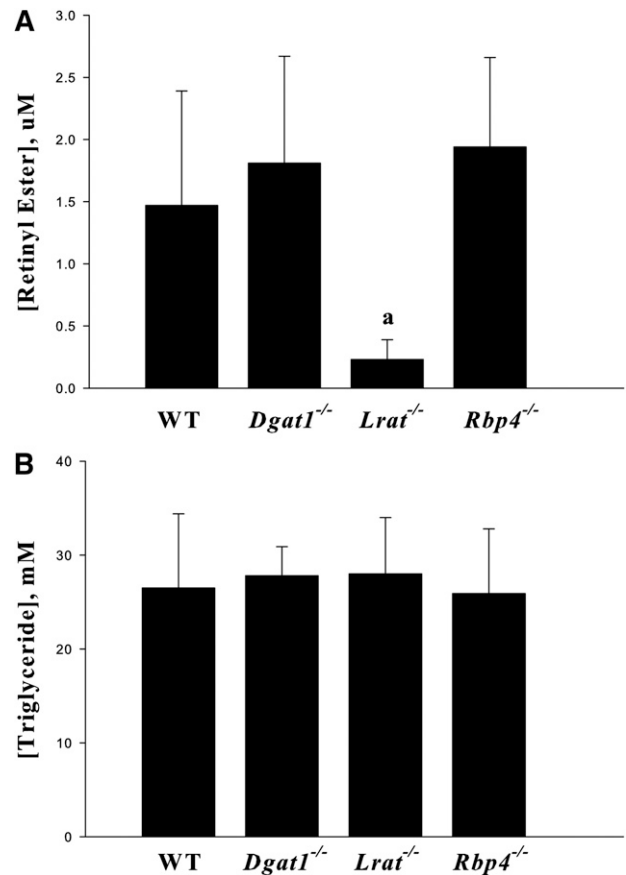 A
[Retinyl Ester], uM
3.0
2.5
2.0
1.5
1.0
0.5
0.0
a
WT Dgat1-/- Lrat-/- Rbp4-/-
B
[Triglyceride], mM
40
30
20
10
0
WT Dgat1-/- Lrat-/- Rbp4-/-